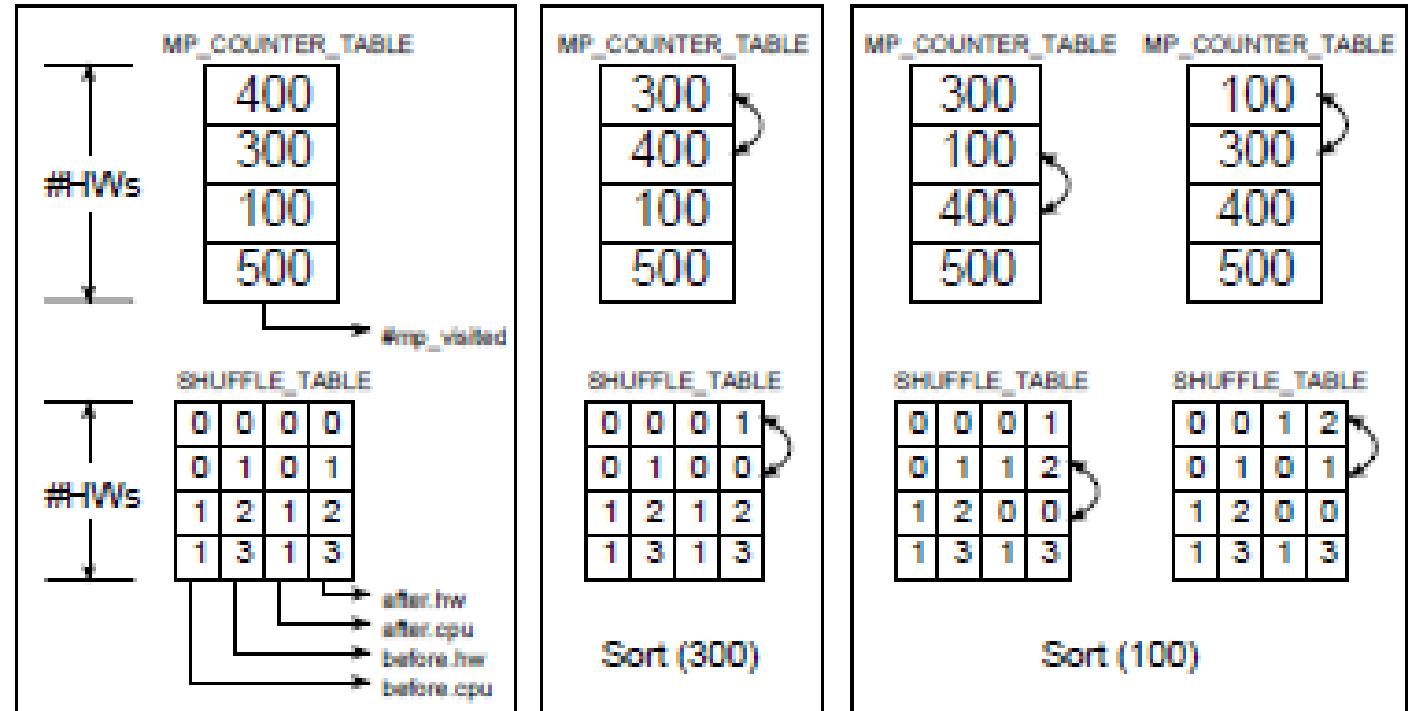 MP_COUNTER_TABLE
400
300
100
500
#HWs
#mp_visited
SHUFFLE_TABLE
0 0 0 0
0 1 0 1
1 2 1 2
1 3 1 3
#HWs
after.hw
after.cpu
before.hw
before.cpu
MP_COUNTER_TABLE
300
400
100
500
SHUFFLE_TABLE
0 0 0 1
0 1 0 0
1 2 1 2
1 3 1 3
Sort (300)
MP_COUNTER_TABLE
300
100
400
500
MP_COUNTER_TABLE
100
300
400
500
SHUFFLE_TABLE
0 0 0 1
0 1 1 2
1 2 0 0
1 3 1 3
SHUFFLE_TABLE
0 0 1 2
0 1 0 1
1 2 0 0
1 3 1 3
Sort (100)